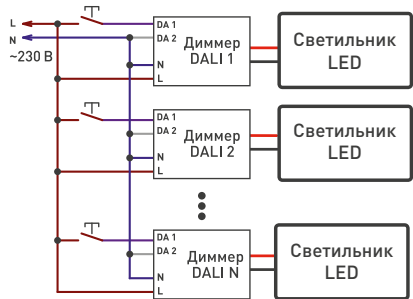 L
N
~230 В
DA 1
DA 2
N
L
Диммер
DALI 1
Светильник
LED
DA 1
DA 2
N
L
Диммер
DALI 2
Светильник
LED
DA 1
DA 2
N
L
Диммер
DALI N
Светильник
LED